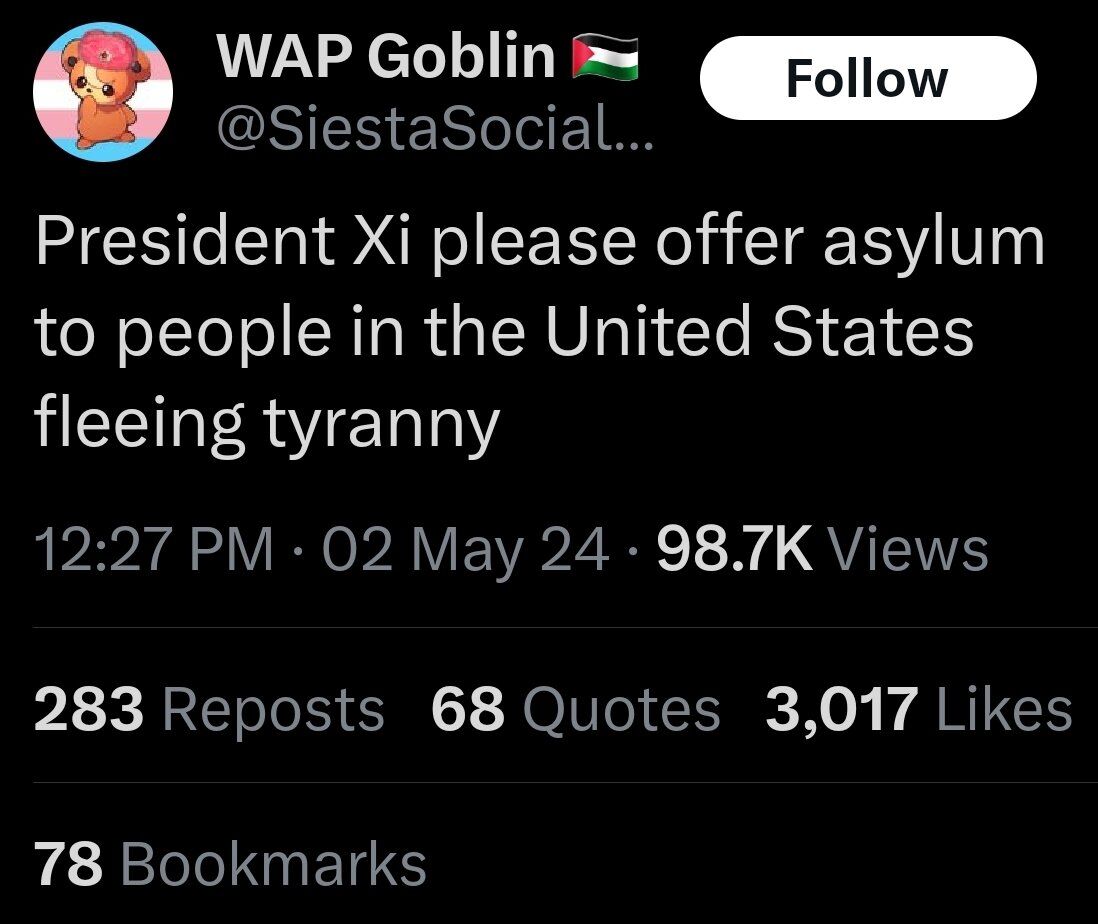 WAP Goblin 🇵🇸
Follow
@SiestaSocial...
President Xi please offer asylum
to people in the United States
fleeing tyranny
12:27 PM · 02 May 24 · 98.7K Views
283 Reposts 68 Quotes 3,017 Likes
78 Bookmarks